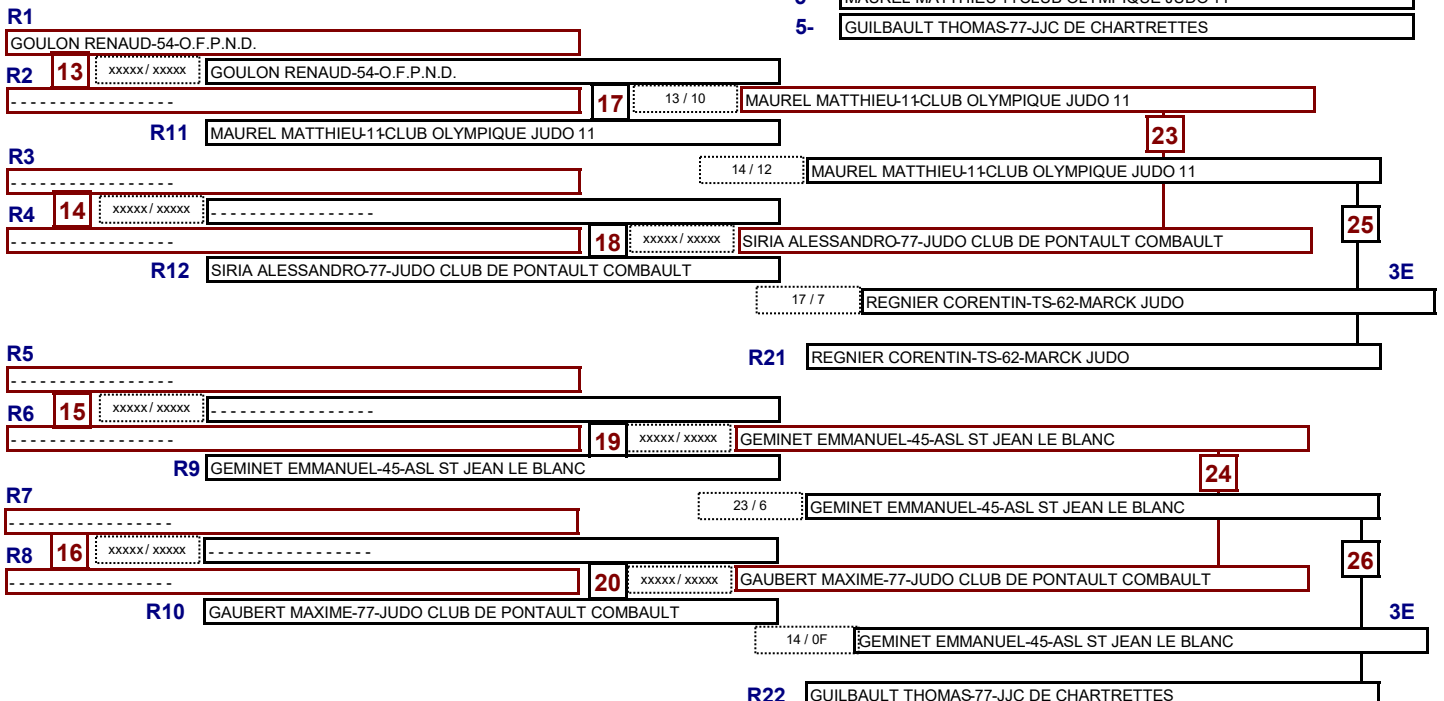 5- MAUREL MATTHIEU-11-CLUB OLYMPIQUE JUDO 11
5- GUILBAULT THOMAS-77-JJC DE CHARTRETTES
R1
GOULON RENAUD-54-O.F.P.N.D.
R2 13 xxxxx / xxxxx GOULON RENAUD-54-O.F.P.N.D.
- - - - - - - - - - - - - - - - - 17 13 / 10 MAUREL MATTHIEU-11-CLUB OLYMPIQUE JUDO 11
R11 MAUREL MATTHIEU-11-CLUB OLYMPIQUE JUDO 11 23
R3
- - - - - - - - - - - - - - - - - 14 / 12 MAUREL MATTHIEU-11-CLUB OLYMPIQUE JUDO 11
R4 14 xxxxx / xxxxx - - - - - - - - - - - - - - - - - 25
- - - - - - - - - - - - - - - - - 18 xxxxx / xxxxx SIRIA ALESSANDRO-77-JUDO CLUB DE PONTAULT COMBAULT
R12 SIRIA ALESSANDRO-77-JUDO CLUB DE PONTAULT COMBAULT 3E
17 / 7 REGNIER CORENTIN-TS-62-MARCK JUDO
R5 R21 REGNIER CORENTIN-TS-62-MARCK JUDO
- - - - - - - - - - - - - - - - -
R6 15 xxxxx / xxxxx - - - - - - - - - - - - - - - - -
- - - - - - - - - - - - - - - - - 19 xxxxx / xxxxx GEMINET EMMANUEL-45-ASL ST JEAN LE BLANC
R9 GEMINET EMMANUEL-45-ASL ST JEAN LE BLANC 24
R7
- - - - - - - - - - - - - - - - - 23 / 6 GEMINET EMMANUEL-45-ASL ST JEAN LE BLANC
R8 16 xxxxx / xxxxx - - - - - - - - - - - - - - - - - 26
- - - - - - - - - - - - - - - - - 20 xxxxx / xxxxx GAUBERT MAXIME-77-JUDO CLUB DE PONTAULT COMBAULT
R10 GAUBERT MAXIME-77-JUDO CLUB DE PONTAULT COMBAULT 3E
14 / 0F GEMINET EMMANUEL-45-ASL ST JEAN LE BLANC
R22 GUILBAULT THOMAS-77-JJC DE CHARTRETTES